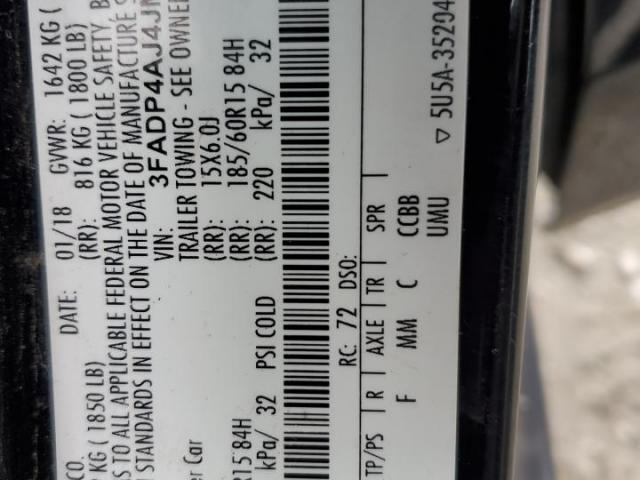 CO.
DATE: 01/18 GVWR: 1642 KG (
KG ( 1850 LB) (RR): 816 KG ( 1800 LB)
S TO ALL APPLICABLE FEDERAL MOTOR VEHICLE SAFETY, B
STANDARDS IN EFFECT ON THE DATE OF MANUFACTURE
VIN: 3FADP4AJ4J
TRAILER TOWING - SEE OWNER
er Car (RR): 15X6.0J
R15 84H (RR): 185/60R15 84H
kPa/ 32 PSI COLD (RR): 220 kPa/ 32
RC: 72 DSO:
TP/PS R AXLE TR SPR
F MM C CCBB
UMU
▽ 5U5A-35204